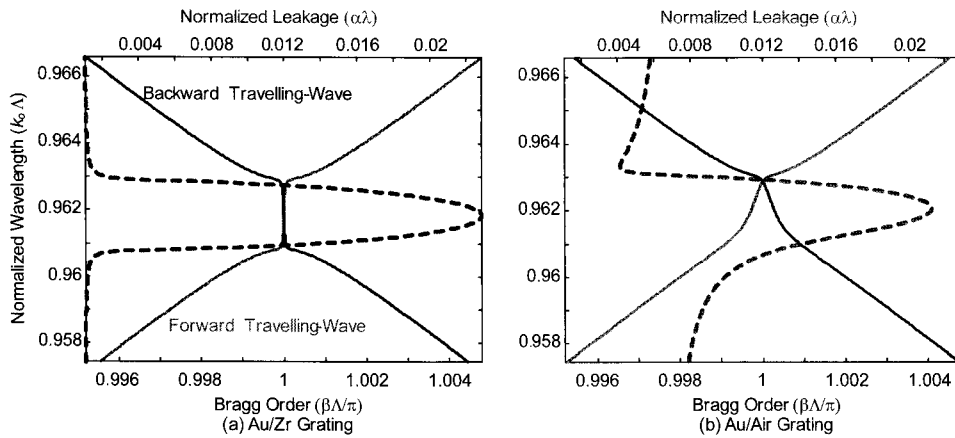 Normalized Leakage (αλ)
0.004 0.008 0.012 0.016 0.02
Normalized Wavelength (k₀Λ)
0.966
0.964
0.962
0.96
0.958
Backward Travelling-Wave
Forward Travelling-Wave
0.996 0.998 1 1.002 1.004
Bragg Order (βΛ/π)
(a) Au/Zr Grating
Normalized Leakage (αλ)
0.004 0.008 0.012 0.016 0.02
0.966
0.964
0.962
0.96
0.958
0.996 0.998 1 1.002 1.004
Bragg Order (βΛ/π)
(b) Au/Air Grating